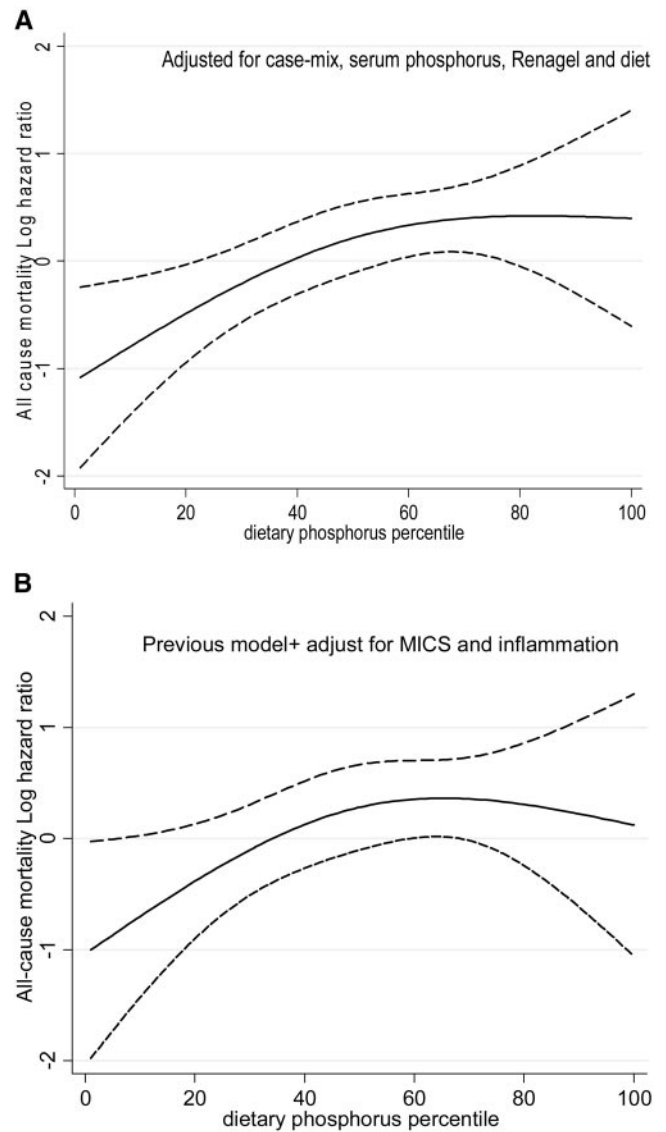 A
Adjusted for case-mix, serum phosphorus, Renagel and diet
All cause mortality Log hazard ratio
2
1
0
-1
-2
0 20 40 60 80 100
dietary phosphorus percentile
B
Previous model+ adjust for MICS and inflammation
All-cause mortality Log hazard ratio
2
1
0
-1
-2
0 20 40 60 80 100
dietary phosphorus percentile